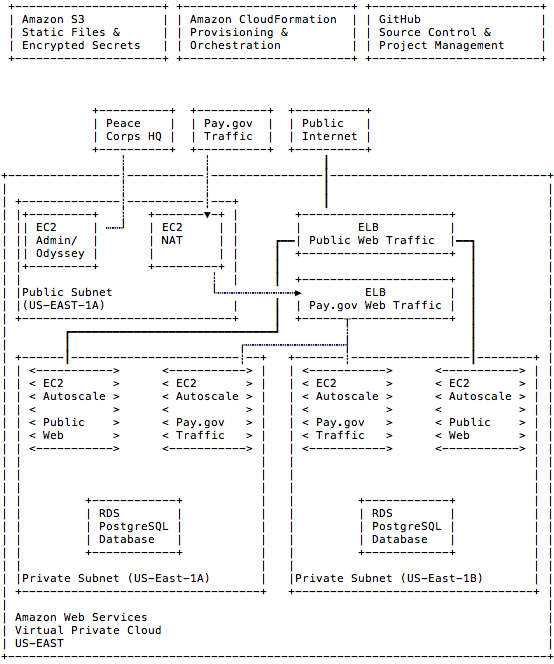 Amazon S3
Static Files &
Encrypted Secrets
Amazon CloudFormation
Provisioning &
Orchestration
GitHub
Source Control &
Project Management
Peace
Corps HQ
Pay.gov
Traffic
Public
Internet
EC2
Admin/
Odyssey
EC2
NAT
Public Subnet
(US-EAST-1A)
ELB
Public Web Traffic
ELB
Pay.gov Web Traffic
EC2
Autoscale
Public
Web
EC2
Autoscale
Pay.gov
Traffic
EC2
Autoscale
Pay.gov
Traffic
EC2
Autoscale
Public
Web
RDS
PostgreSQL
Database
RDS
PostgreSQL
Database
Private Subnet (US-East-1A)
Private Subnet (US-East-1B)
Amazon Web Services
Virtual Private Cloud
US-EAST